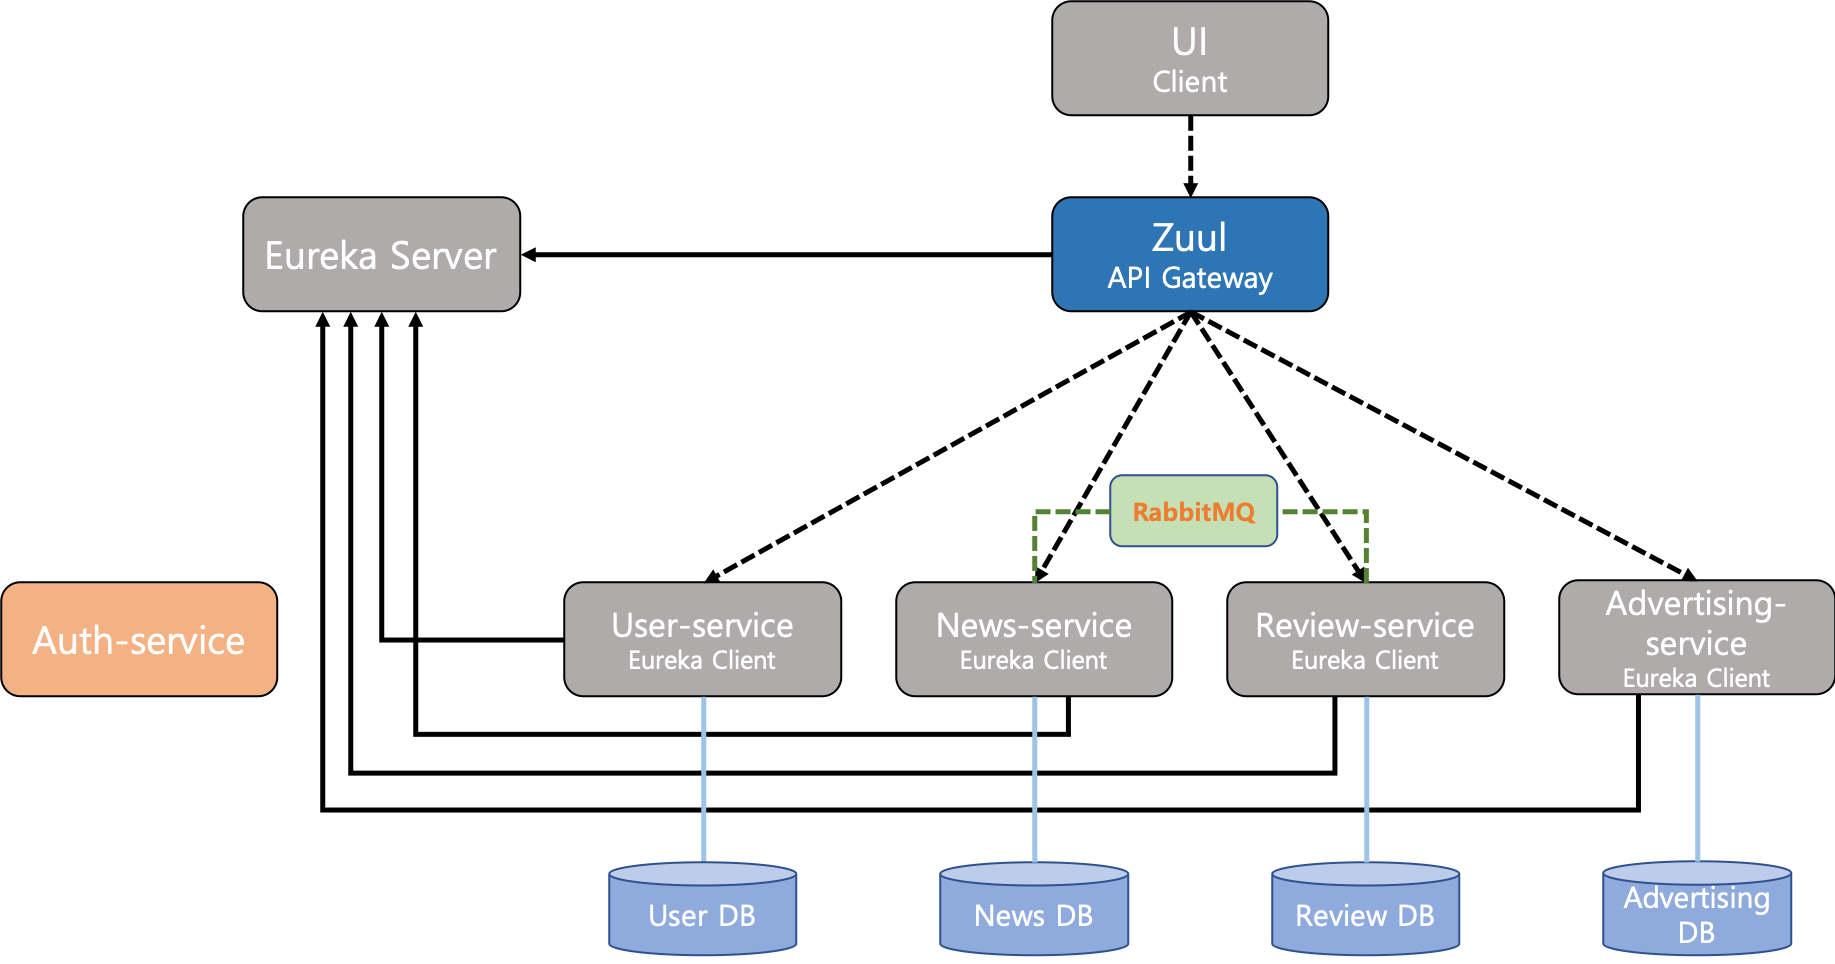 UI
Client
Eureka Server
Zuul
API Gateway
RabbitMQ
Auth-service
User-service
Eureka Client
News-service
Eureka Client
Review-service
Eureka Client
Advertising-
service
Eureka Client
User DB
News DB
Review DB
Advertising
DB